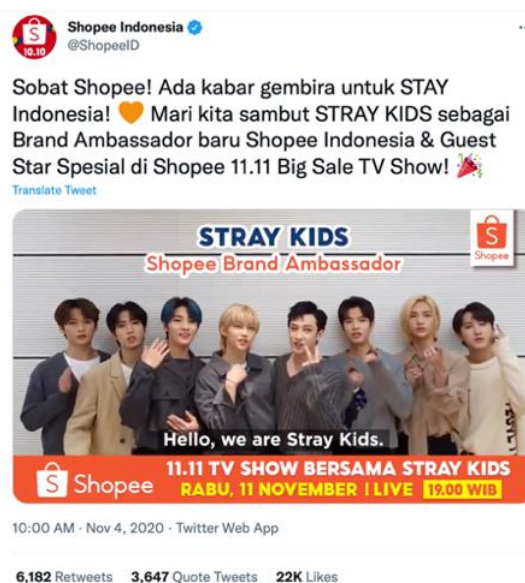 Shopee Indonesia
@ShopeeID
10.10
Sobat Shopee! Ada kabar gembira untuk STAY
Indonesia! 🧡 Mari kita sambut STRAY KIDS sebagai
Brand Ambassador baru Shopee Indonesia & Guest
Star Spesial di Shopee 11.11 Big Sale TV Show! 🎉
Translate Tweet
STRAY KIDS
Shopee Brand Ambassador
Shopee
Hello, we are Stray Kids.
Shopee
11.11 TV SHOW BERSAMA STRAY KIDS
RABU, 11 NOVEMBER | LIVE 19.00 WIB
10:00 AM · Nov 4, 2020 · Twitter Web App
6,182 Retweets 3,647 Quote Tweets 22K Likes